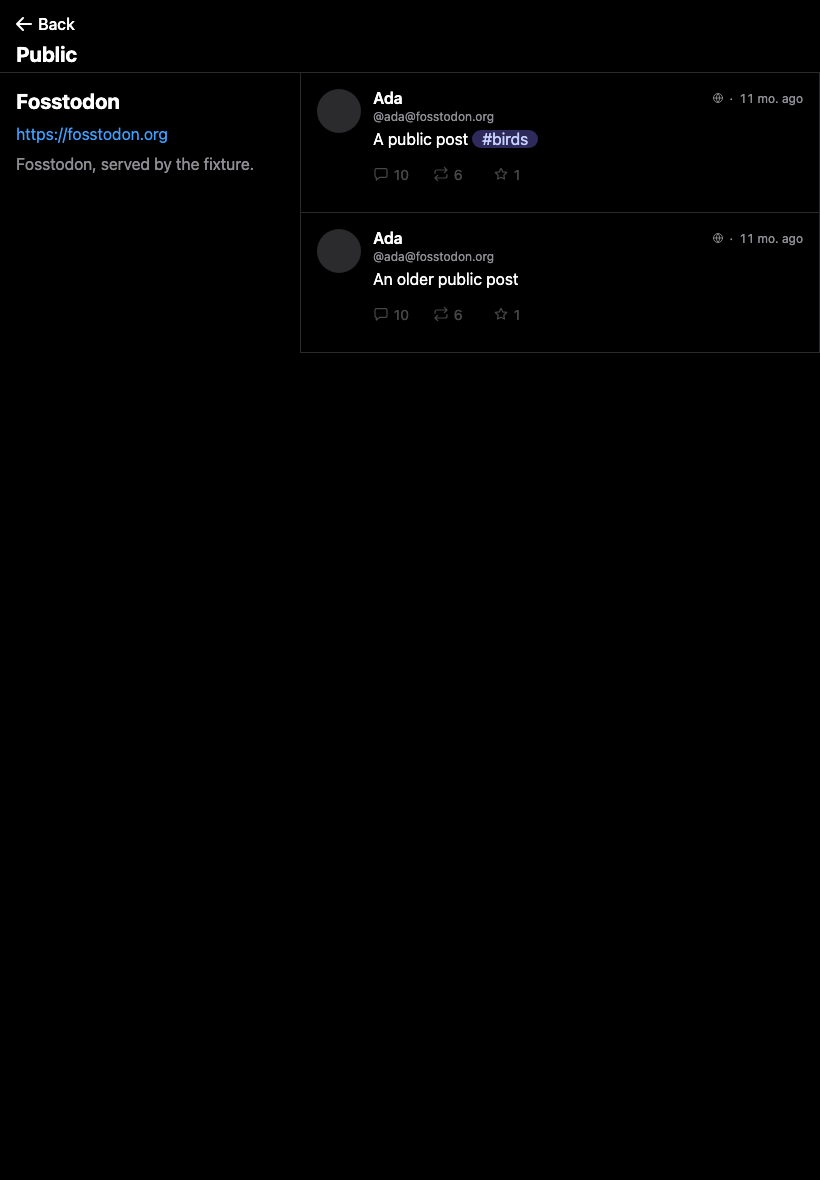 Back
Public
Fosstodon
https://fosstodon.org
Fosstodon, served by the fixture.
Ada
· 11 mo. ago
@ada@fosstodon.org
A public post #birds
10 6 1
Ada
· 11 mo. ago
@ada@fosstodon.org
An older public post
10 6 1